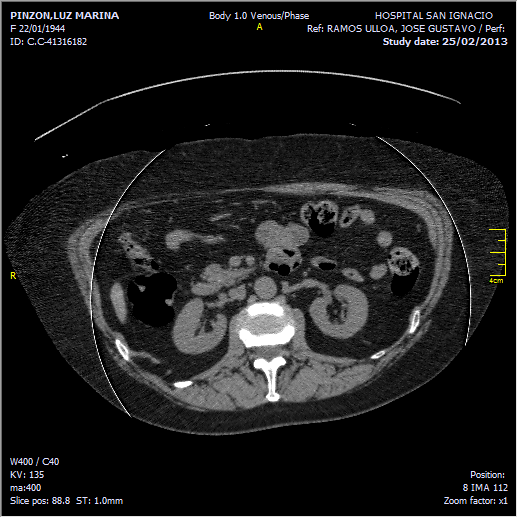 PINZON,LUZ MARINA
F 22/01/1944
ID: C.C-41316182
Body 1.0 Venous/Phase
A
HOSPITAL SAN IGNACIO
Ref: RAMOS ULLOA, JOSE GUSTAVO / Perf:
Study date: 25/02/2013
R
4cm
W400 / C40
KV: 135
ma:400
Slice pos: 88.8 ST: 1.0mm
Position:
8 IMA 112
Zoom factor: x1